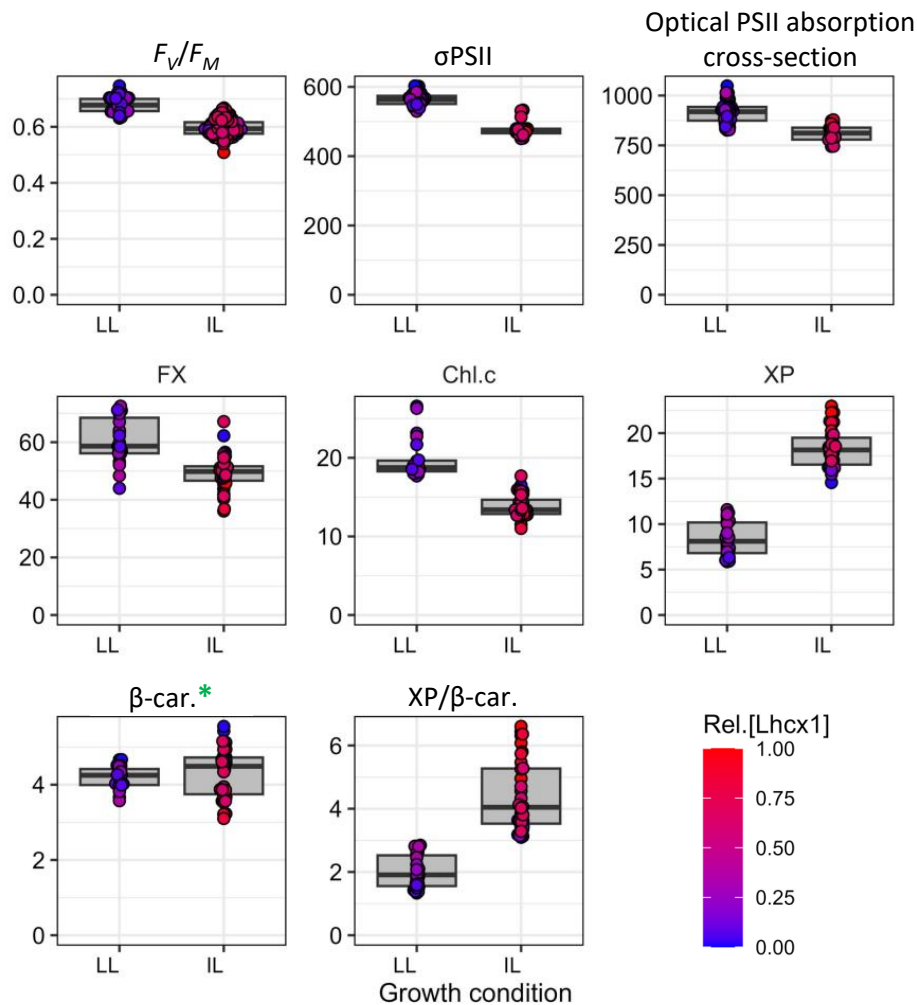 Optical PSII absorption
cross-section
FV/FM
σPSII
0.6
0.4
0.2
0.0
LL
IL
600
400
200
0
LL
IL
1000
750
500
250
0
LL
IL
FX
60
40
20
0
LL
IL
Chl.c
20
10
0
LL
IL
XP
20
15
10
5
0
LL
IL
β-car.*
4
2
0
LL
IL
XP/β-car.
6
4
2
0
LL
IL
Growth condition
Rel.[Lhcx1]
1.00
0.75
0.50
0.25
0.00